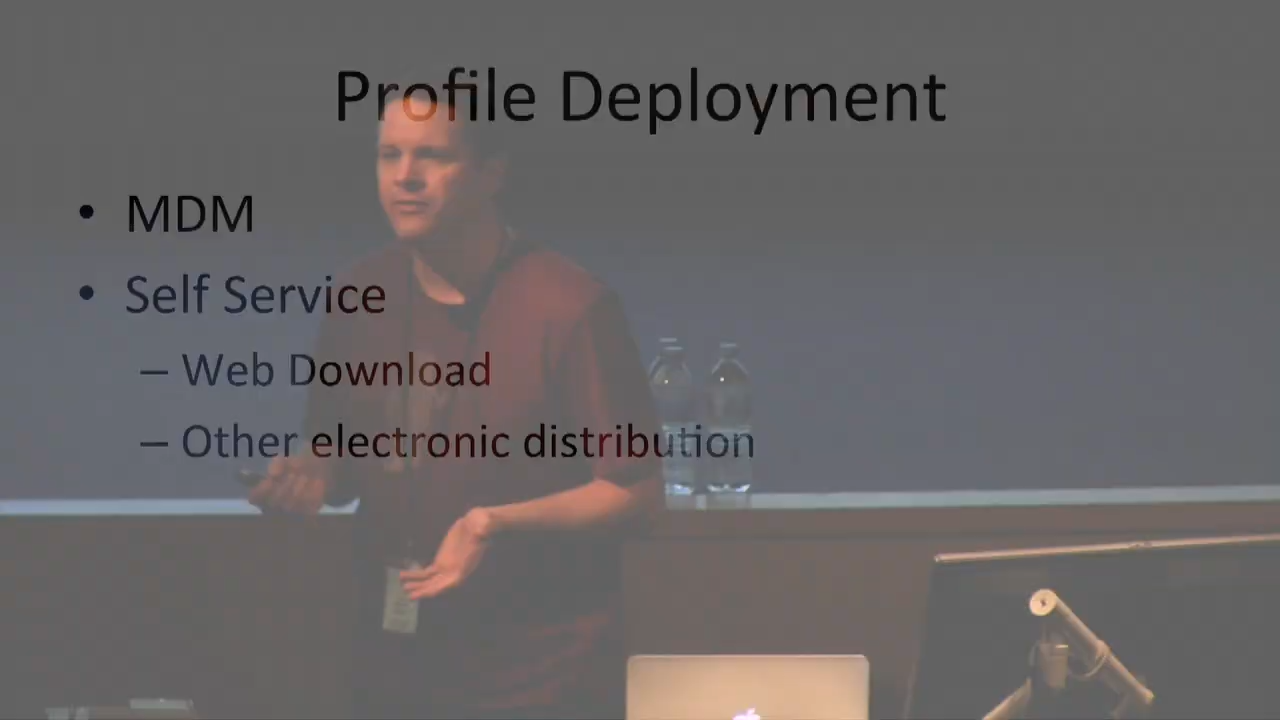 Profile Deployment
• MDM
• Self Service
– Web Download
– Other electronic distribution